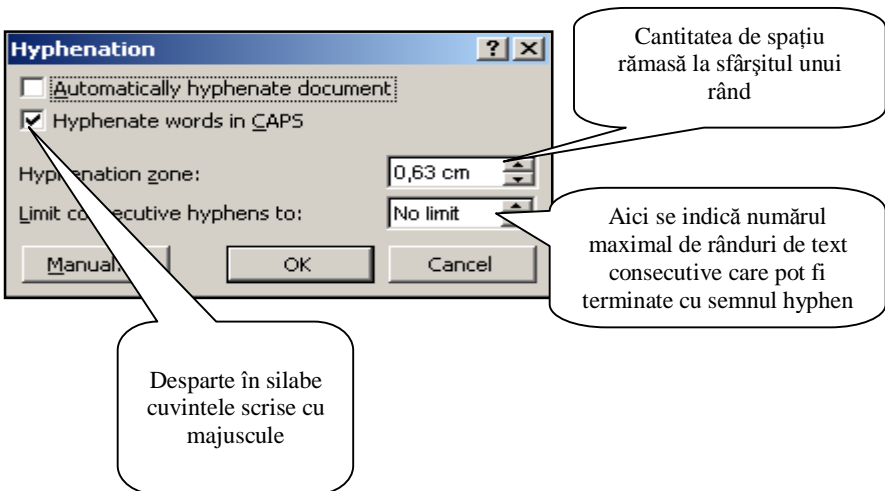 Hyphenation
Automatically hyphenate document
Hyphenate words in CAPS
Hyphenation zone:
0,63 cm
Limit consecutive hyphens to:
No limit
Manual...
OK
Cancel
Cantitatea de spațiu
rămasă la sfârşitul unui
rând
Aici se indică numărul
maximal de rânduri de text
consecutive care pot fi
terminate cu semnul hyphen
Desparte în silabe
cuvintele scrise cu
majuscule